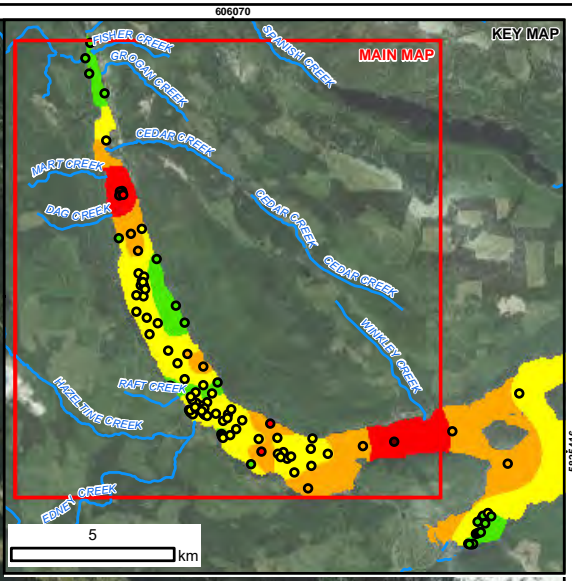 606070
KEY MAP
MAIN MAP
FISHER CREEK
SPANISH CREEK
GROGAN CREEK
CEDAR CREEK
MART CREEK
DAG CREEK
CEDAR CREEK
CEDAR CREEK
WINKLEY CREEK
RAFT CREEK
HAZELTINE CREEK
EDNEY CREEK
5
km